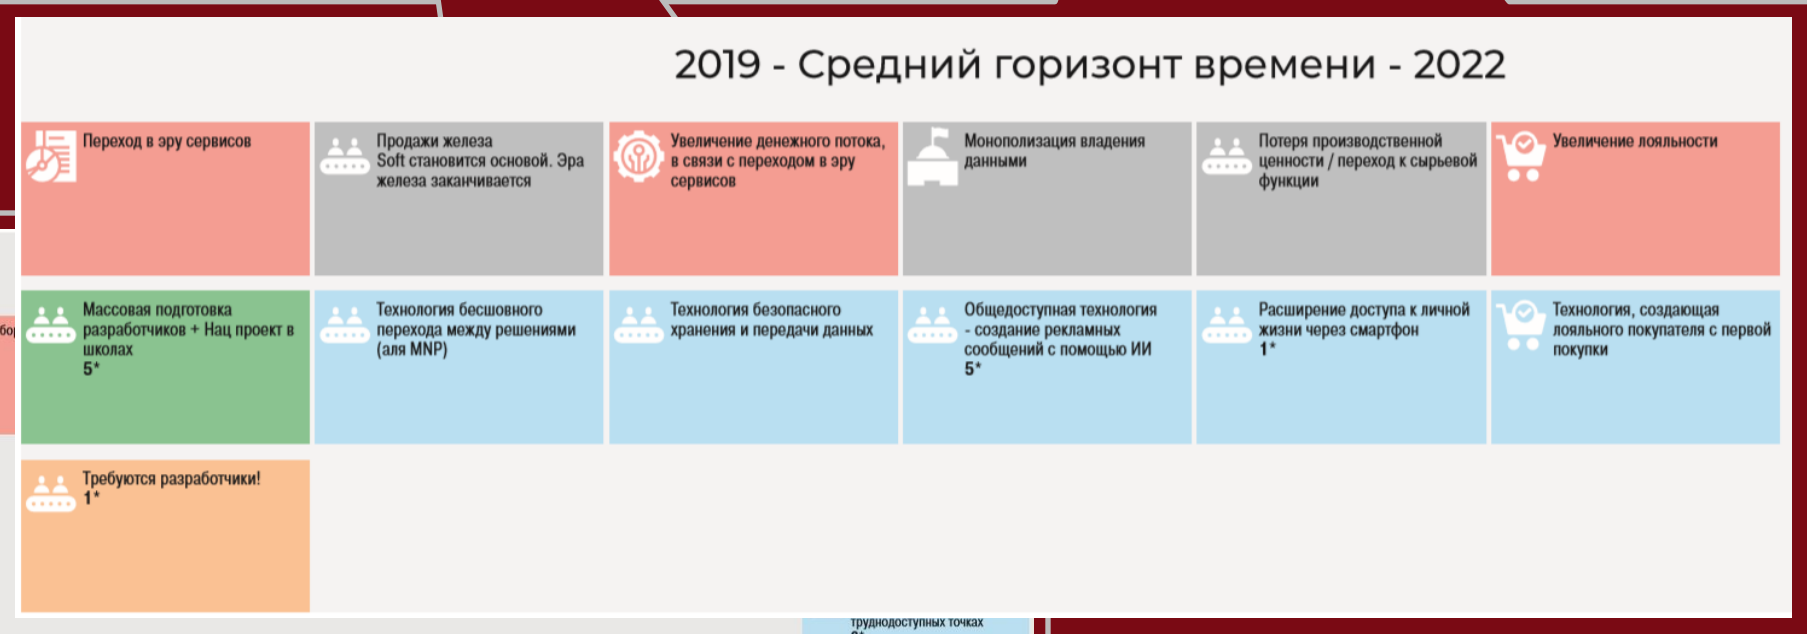 2019 - Средний горизонт времени - 2022
Переход в эру сервисов
Продажи железа
Soft становится основой. Эра
железа заканчивается
Увеличение денежного потока,
в связи с переходом в эру
сервисов
Монополизация владения
данными
Потеря производственной
ценности / переход к сырьевой
функции
Увеличение лояльности
Массовая подготовка
разработчиков + Нац проект в
школах
5*
Технология бесшовного
перехода между решениями
(аля MNP)
Технология безопасного
хранения и передачи данных
Общедоступная технология
- создание рекламных
сообщений с помощью ИИ
5*
Расширение доступа к личной
жизни через смартфон
1*
Технология, создающая
лояльного покупателя с первой
покупки
Требуются разработчики!
1*
труднодоступных точках